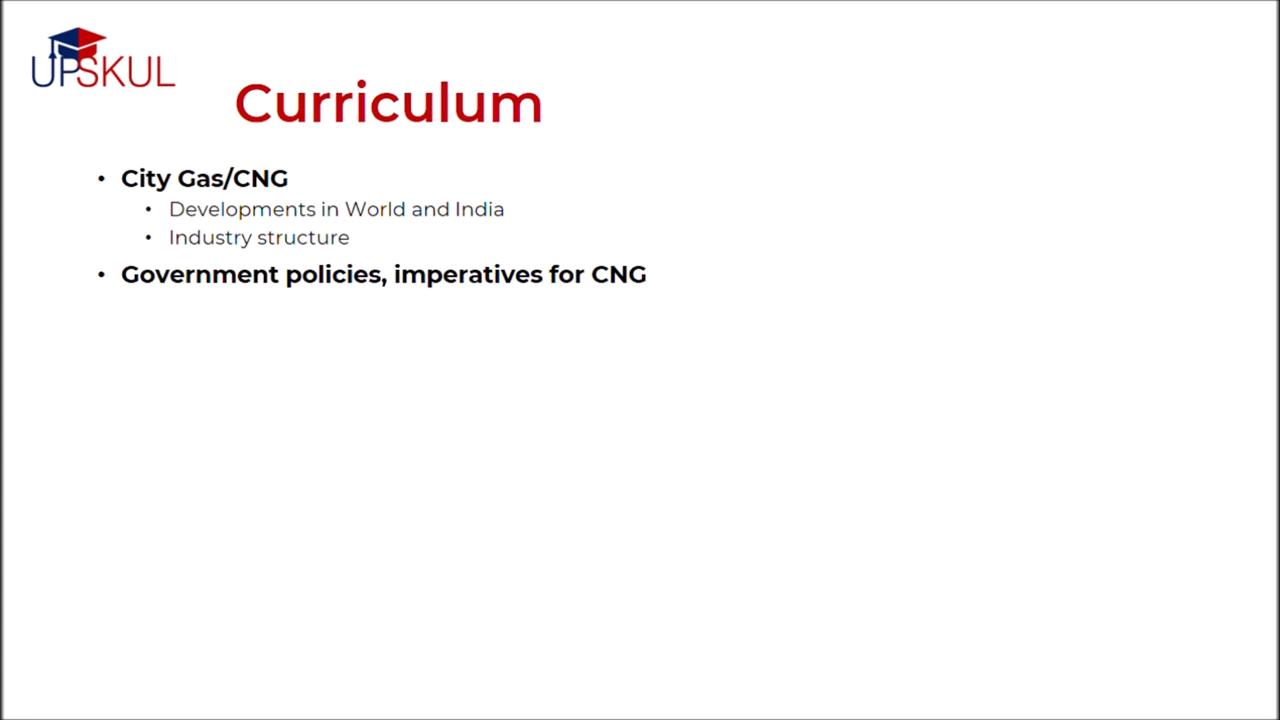 UPSKUL
Curriculum
• City Gas/CNG
• Developments in World and India
• Industry structure
• Government policies, imperatives for CNG